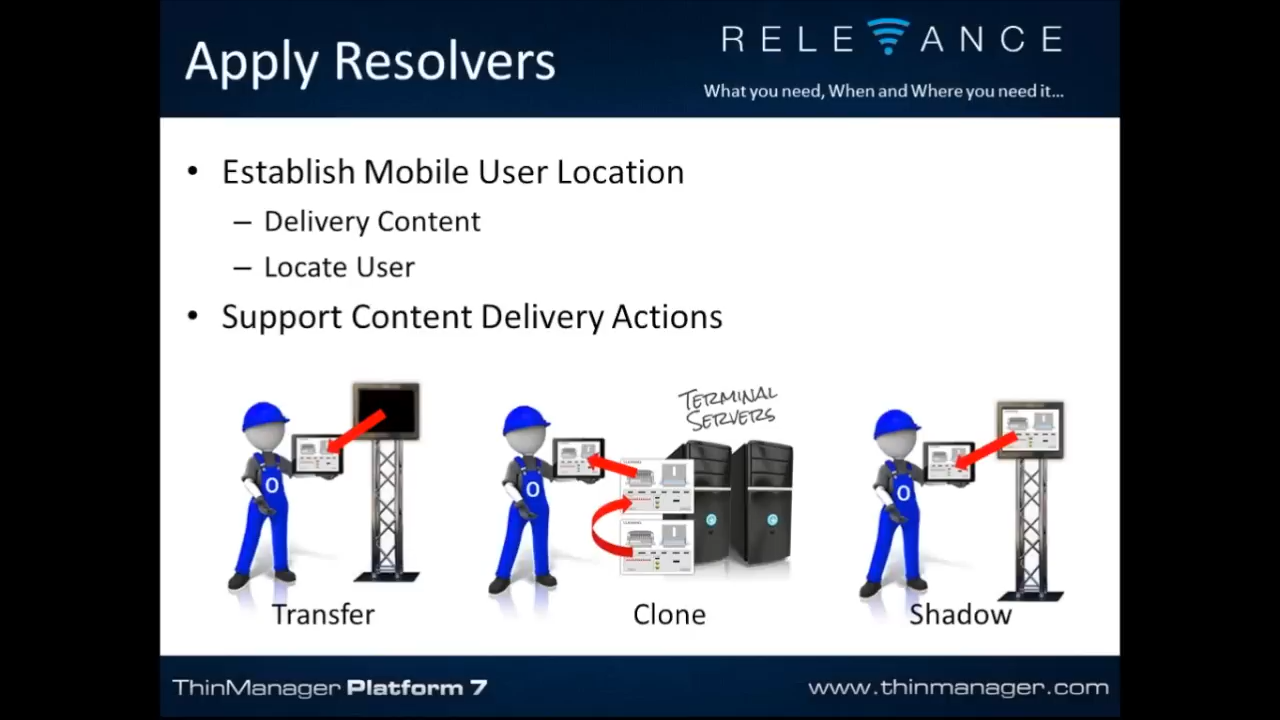 Apply Resolvers
RELEVANCE
What you need, When and Where you need it...
• Establish Mobile User Location
– Delivery Content
– Locate User
• Support Content Delivery Actions
TERMINAL
SERVERS
O
O
O
Transfer
Clone
Shadow
ThinManager Platform 7
www.thinmanager.com